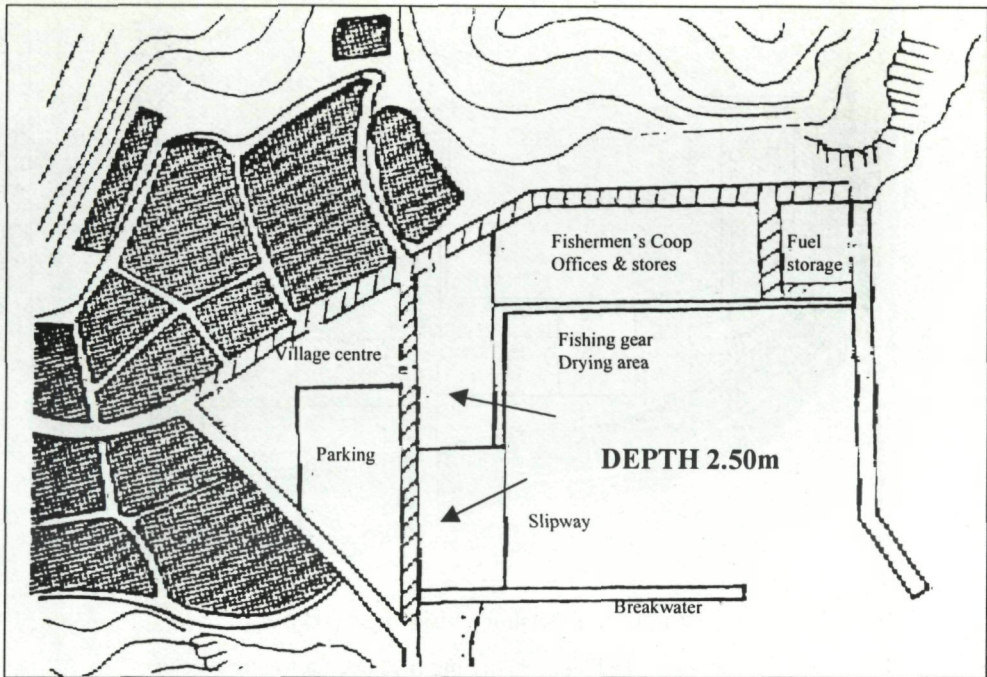 Fishermen's Coop
Offices & stores
Fuel
storage
Fishing gear
Drying area
Village centre
Parking
DEPTH 2.50m
Slipway
Breakwater